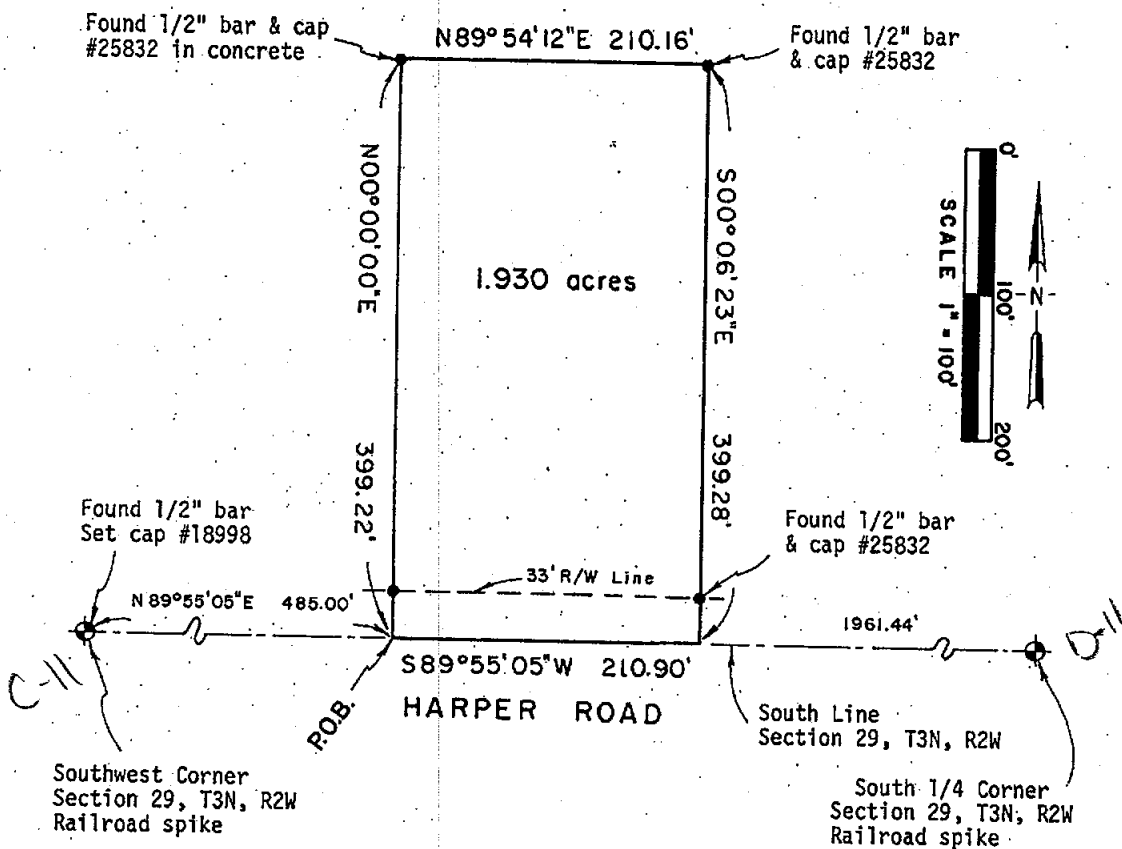 Found 1/2" bar & cap
#25832 in concrete
N89°54'12"E 210.16'
Found 1/2" bar
& cap #25832
N00°00'00"E
399.22'
1.930 acres
S00°06'23"E
399.28'
SCALE 1" = 100'
0'
100'
200'
N
Found 1/2" bar
Set cap #18998
Found 1/2" bar
& cap #25832
33' R/W Line
N89°55'05"E 485.00'
1961.44'
C-11
D-11
S89°55'05"W 210.90'
P.O.B.
HARPER ROAD
South Line
Section 29, T3N, R2W
Southwest Corner
Section 29, T3N, R2W
Railroad spike
South 1/4 Corner
Section 29, T3N, R2W
Railroad spike